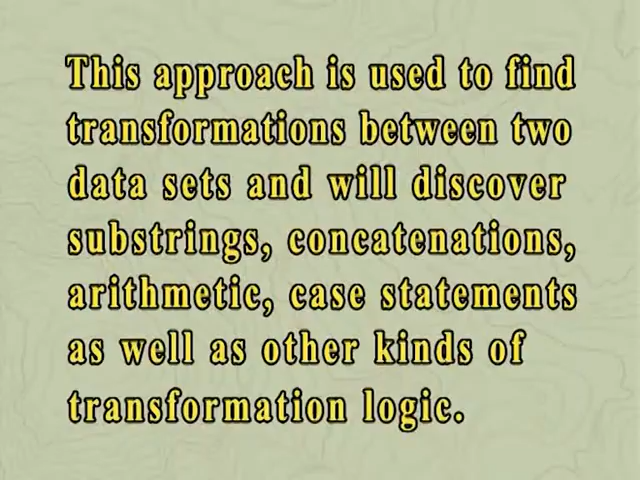 This approach is used to find
transformations between two
data sets and will discover
substrings, concatenations,
arithmetic, case statements
as well as other kinds of
transformation logic.